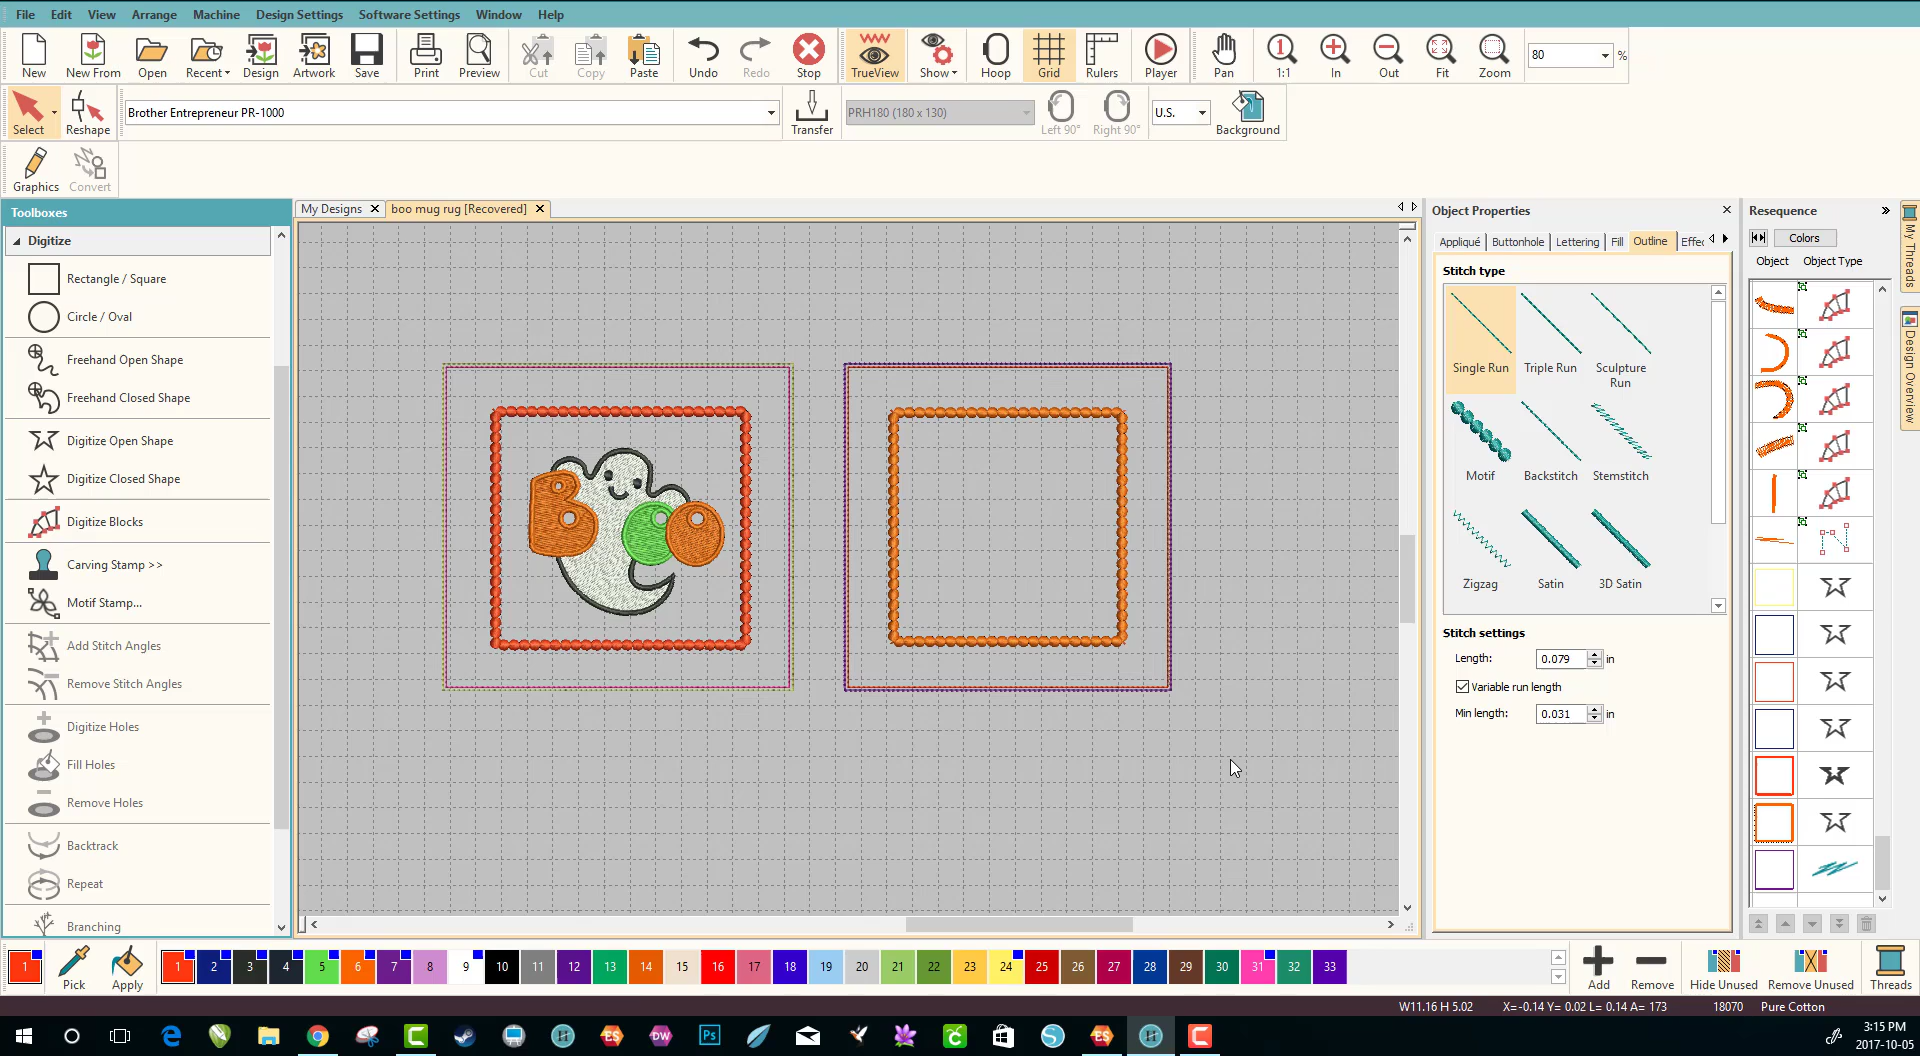 File Edit View Arrange Machine Design Settings Software Settings Window Help
New New From Open Recent Design Artwork Save Print Preview Cut Copy Paste Undo Redo Stop TrueView Show Hoop Grid Rulers Player Pan 1:1 In Out Fit Zoom 80 %
Select Reshape Brother Entrepreneur PR-1000 Transfer PRH180 (180 x 130) Left 90° Right 90° U.S. Background
Graphics Convert
Toolboxes
My Designs boo mug rug [Recovered]
Object Properties
Resequence
Digitize
Rectangle / Square
Circle / Oval
Freehand Open Shape
Freehand Closed Shape
Digitize Open Shape
Digitize Closed Shape
Digitize Blocks
Carving Stamp >>
Motif Stamp...
Add Stitch Angles
Remove Stitch Angles
Digitize Holes
Fill Holes
Remove Holes
Backtrack
Repeat
Branching
BOO
Appliqué Buttonhole Lettering Fill Outline Effec
Stitch type
Single Run Triple Run Sculpture Run
Motif Backstitch Stemstitch
Zigzag Satin 3D Satin
Stitch settings
Length: 0.079 in
Variable run length
Min length: 0.031 in
Colors
Object Object Type
My Threads
Design Overview
1 Pick Apply 1 2 3 4 5 6 7 8 9 10 11 12 13 14 15 16 17 18 19 20 21 22 23 24 25 26 27 28 29 30 31 32 33 Add Remove Hide Unused Remove Unused Threads
W11.16 H 5.02 X=-0.14 Y= 0.02 L= 0.14 A= 173 18070 Pure Cotton
ES DW Ps ES
3:15 PM
2017-10-05